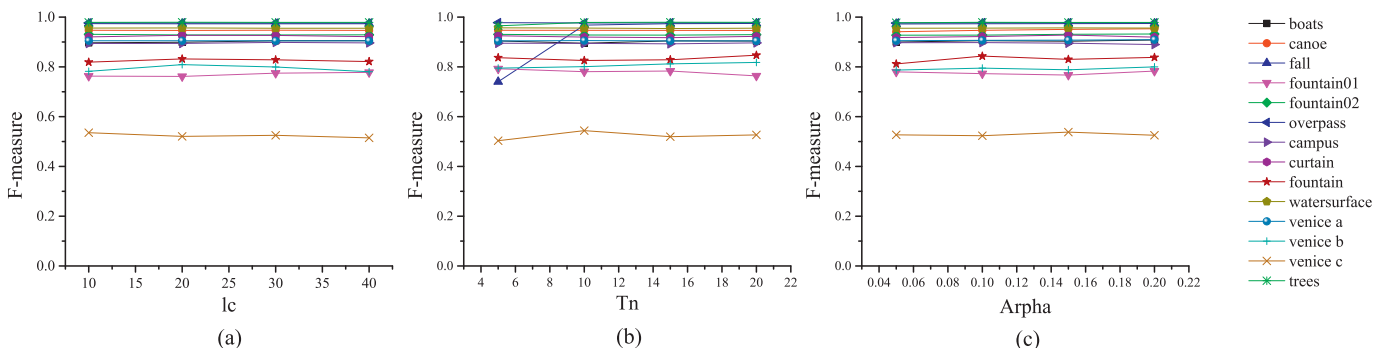 1.0
0.8
0.6
0.4
0.2
0.0
F-measure
10 15 20 25 30 35 40
lc
(a)
1.0
0.8
0.6
0.4
0.2
0.0
F-measure
4 6 8 10 12 14 16 18 20 22
Tn
(b)
1.0
0.8
0.6
0.4
0.2
0.0
F-measure
0.04 0.06 0.08 0.10 0.12 0.14 0.16 0.18 0.20 0.22
Arpha
(c)
boats
canoe
fall
fountain01
fountain02
overpass
campus
curtain
fountain
watersurface
venice a
venice b
venice c
trees